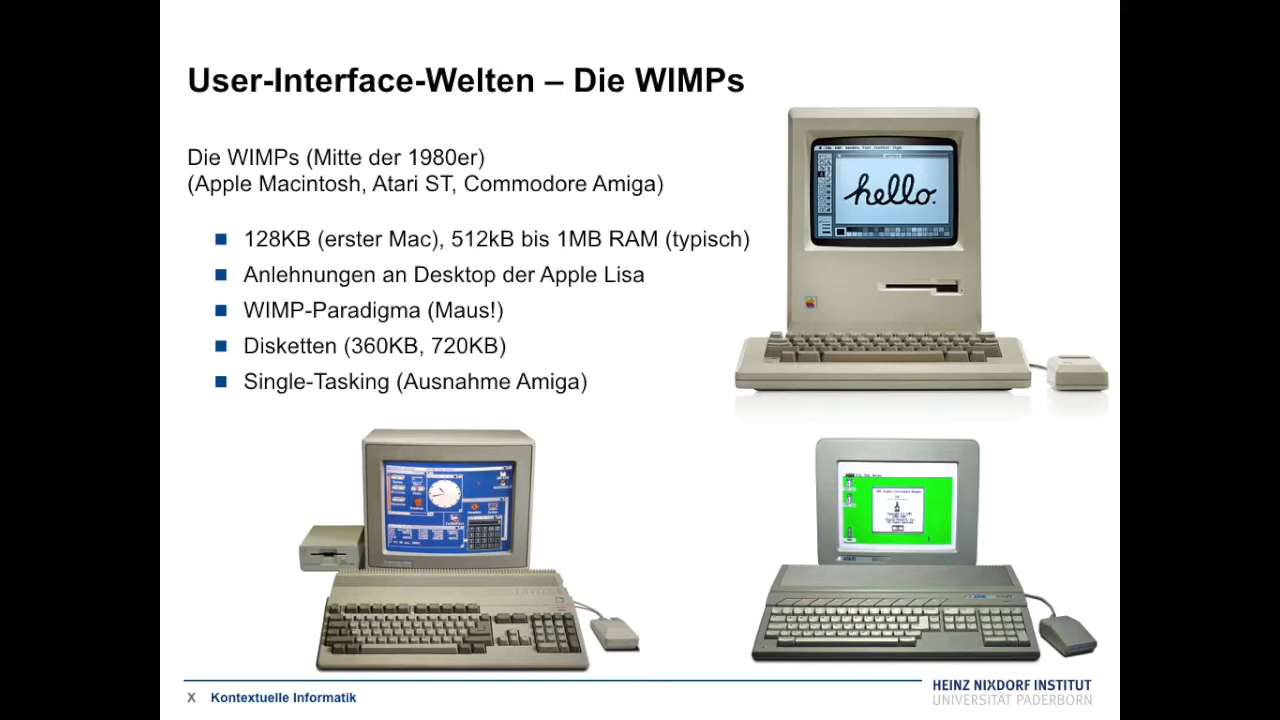 User-Interface-Welten – Die WIMPs
Die WIMPs (Mitte der 1980er)
(Apple Macintosh, Atari ST, Commodore Amiga)
128KB (erster Mac), 512kB bis 1MB RAM (typisch)
Anlehnungen an Desktop der Apple Lisa
WIMP-Paradigma (Maus!)
Disketten (360KB, 720KB)
Single-Tasking (Ausnahme Amiga)
hello.
X Kontextuelle Informatik
HEINZ NIXDORF INSTITUT
UNIVERSITÄT PADERBORN